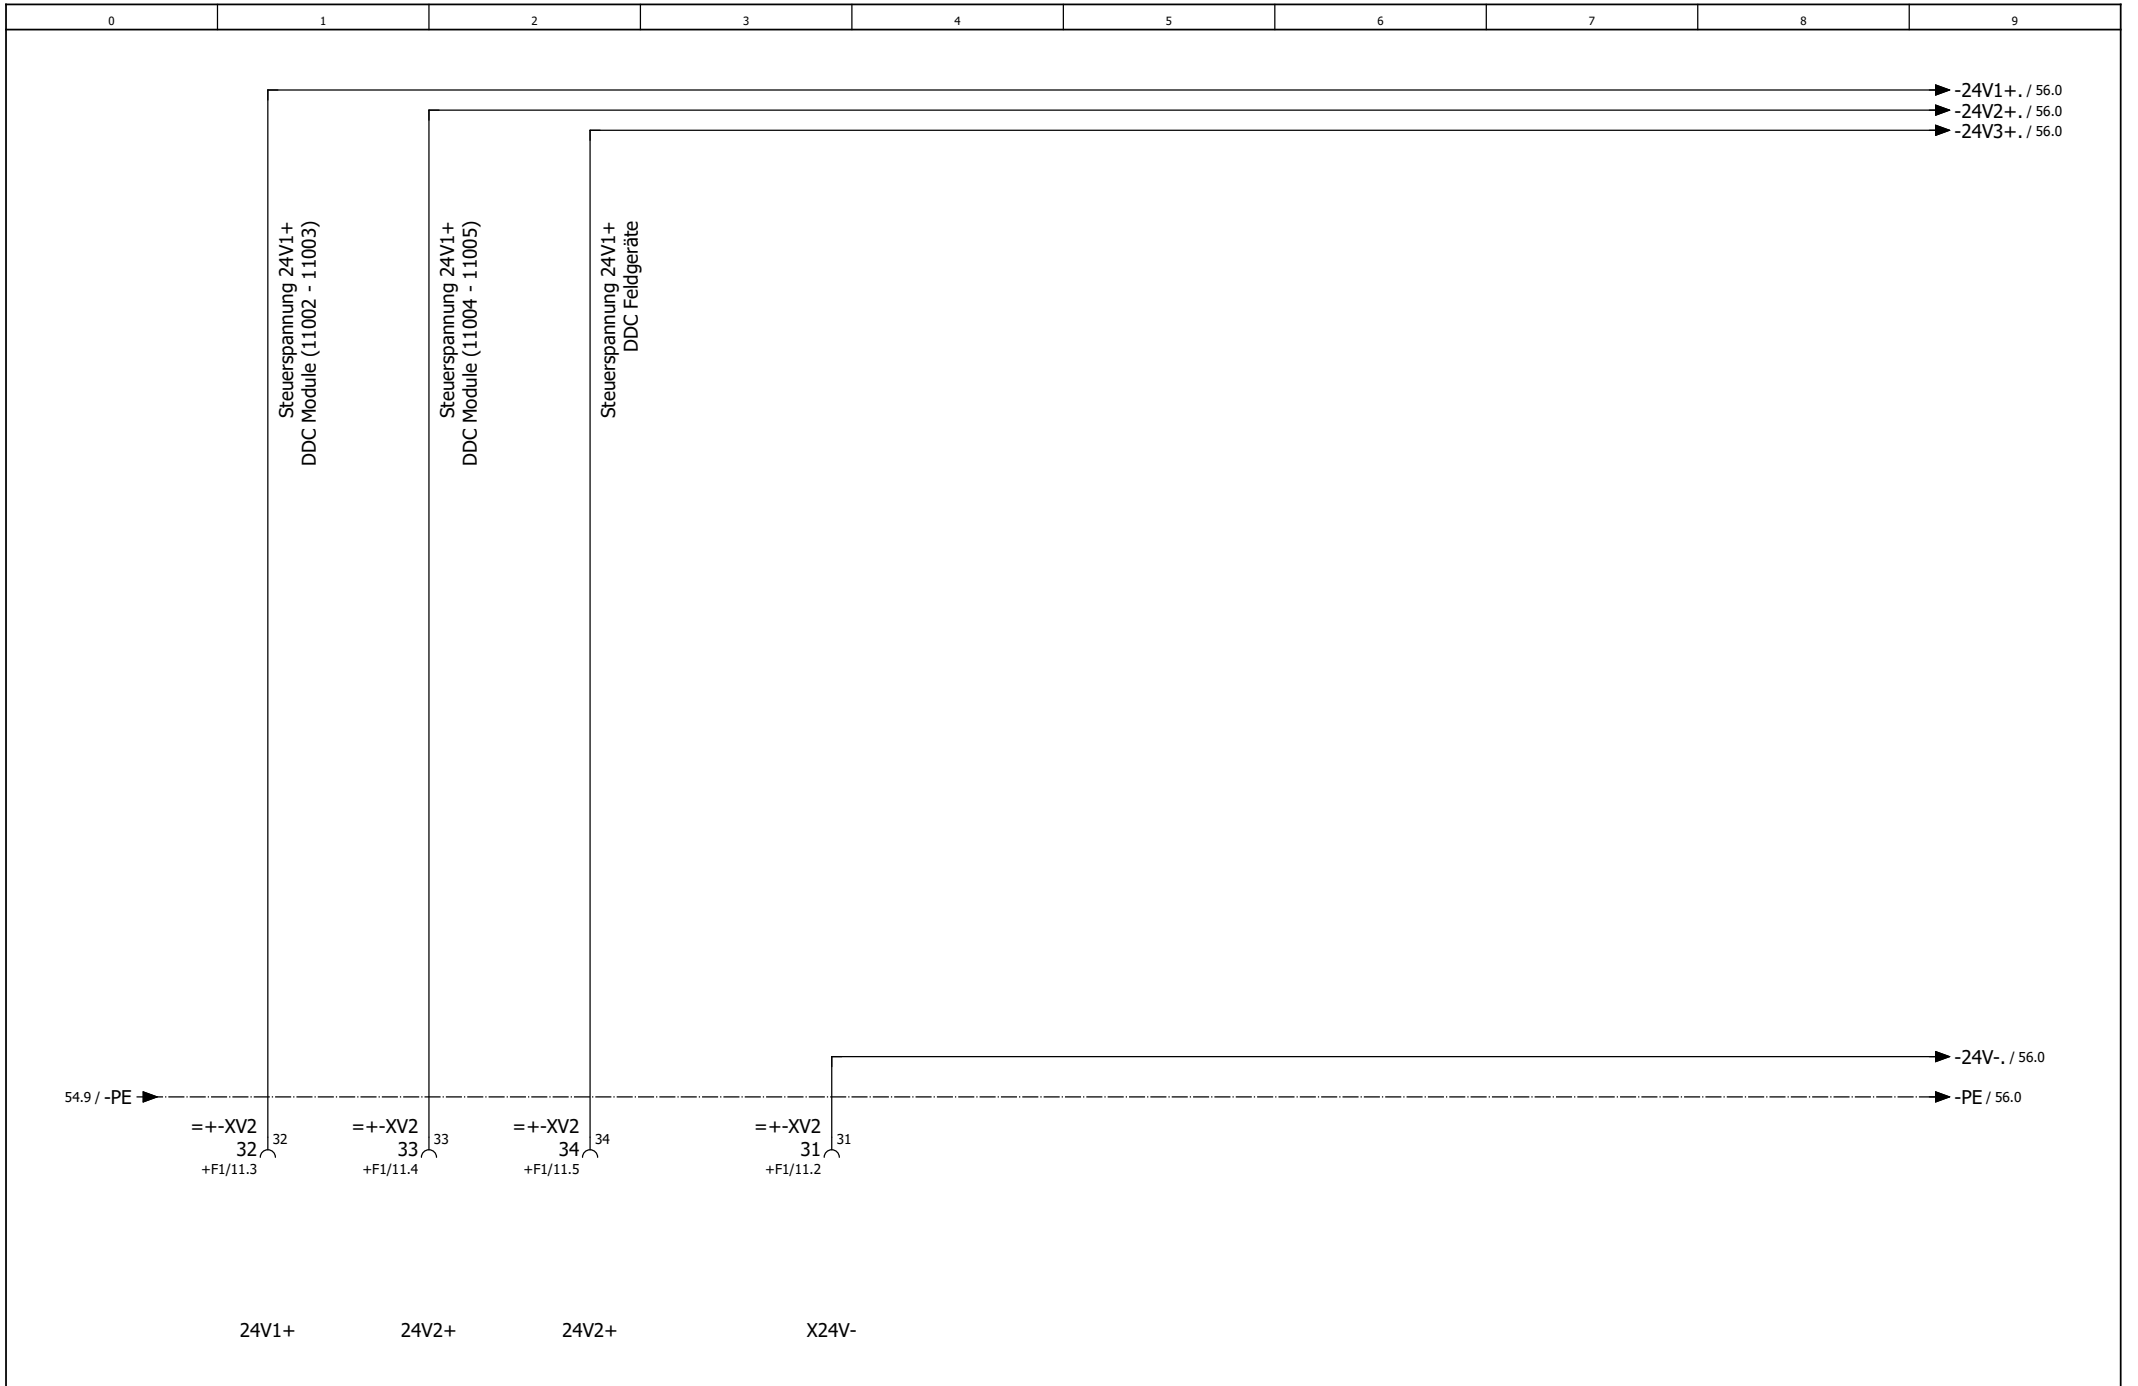 0 1 2 3 4 5 6 7 8 9
-24V1+. / 56.0
-24V2+. / 56.0
-24V3+. / 56.0
Steuerspannung 24V1+
DDC Module (11002 - 11003)
Steuerspannung 24V1+
DDC Module (11004 - 11005)
Steuerspannung 24V1+
DDC Feldgeräte
-24V-. / 56.0
54.9 / -PE
-PE / 56.0
=+-XV2
32 32
+F1/11.3
=+-XV2
33 33
+F1/11.4
=+-XV2
34 34
+F1/11.5
=+-XV2
31 31
+F1/11.2
24V1+ 24V2+ 24V2+ X24V-